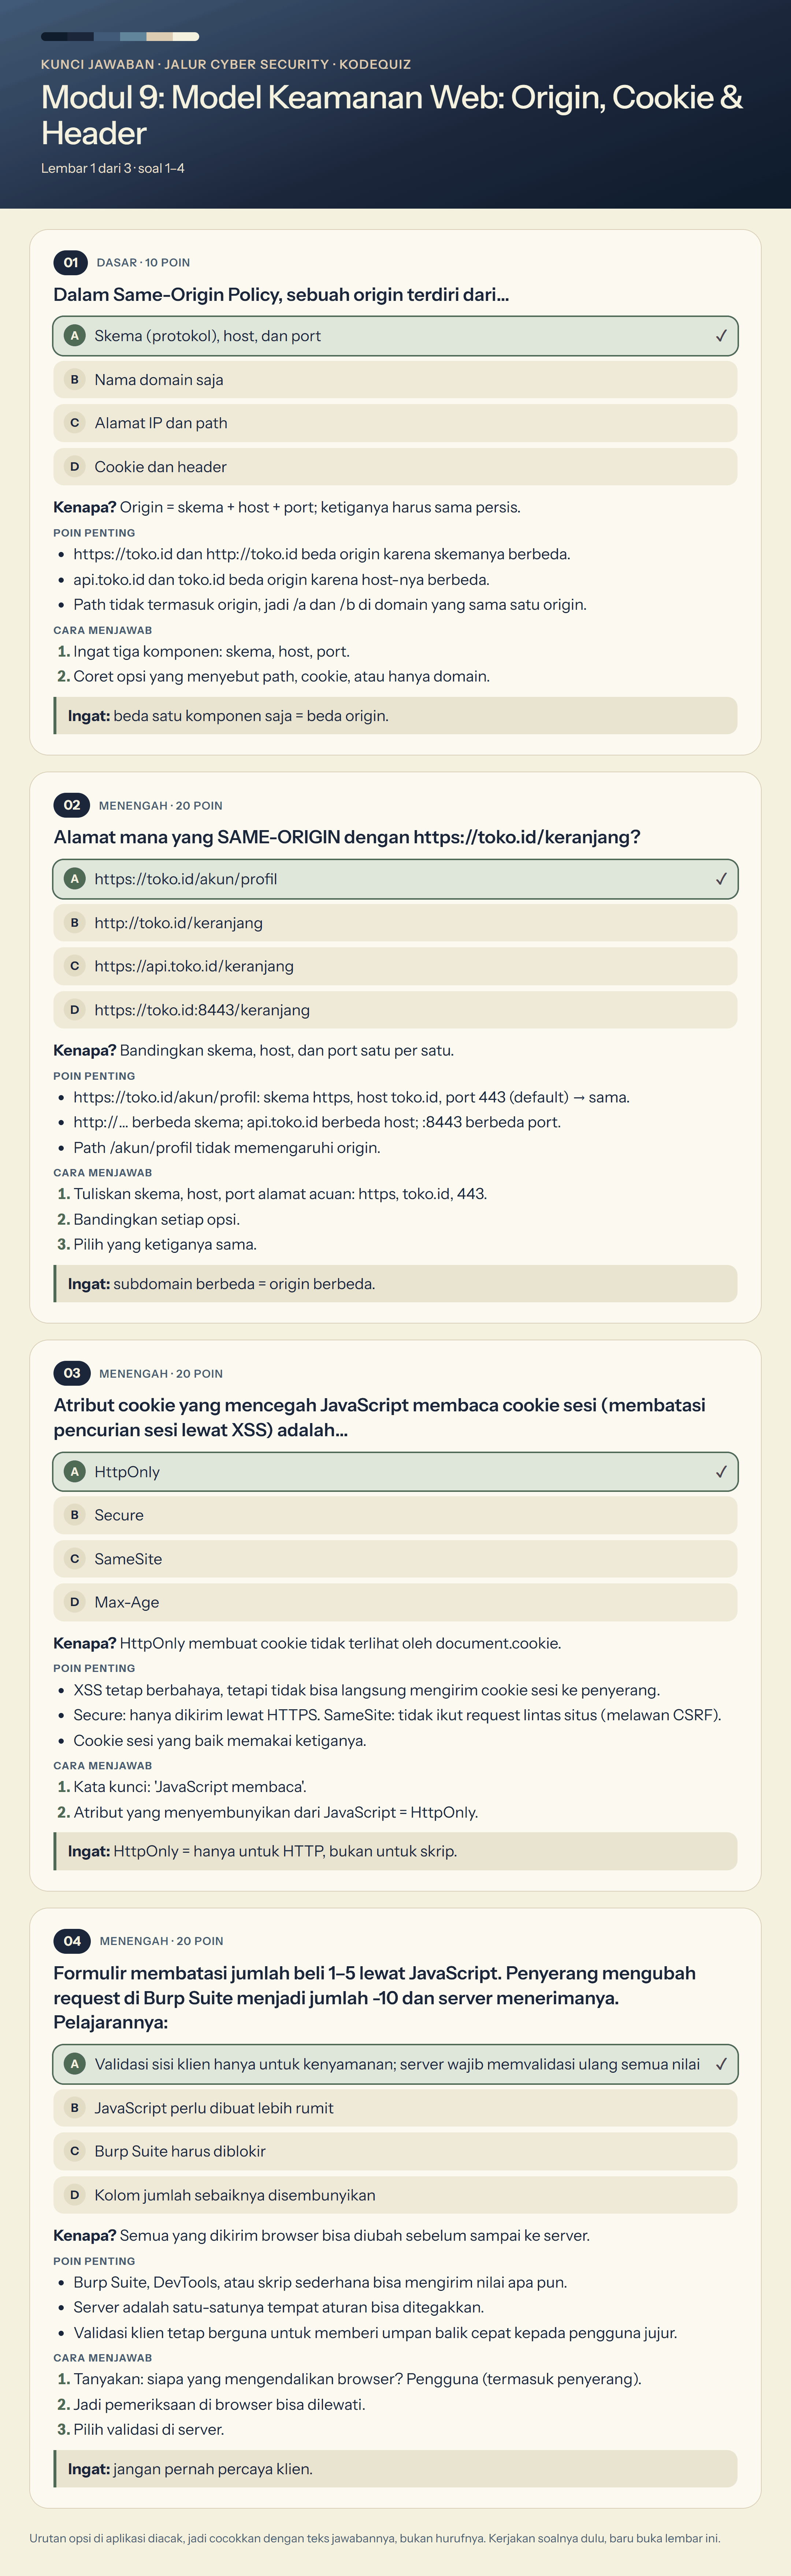 KUNCI JAWABAN · JALUR CYBER SECURITY · KODEQUIZ
Modul 9: Model Keamanan Web: Origin, Cookie &
Header
Lembar 1 dari 3 · soal 1–4
01 DASAR · 10 POIN
Dalam Same-Origin Policy, sebuah origin terdiri dari...
A Skema (protokol), host, dan port ✓
B Nama domain saja
C Alamat IP dan path
D Cookie dan header
Kenapa? Origin = skema + host + port; ketiganya harus sama persis.
POIN PENTING
• https://toko.id dan http://toko.id beda origin karena skemanya berbeda.
• api.toko.id dan toko.id beda origin karena host-nya berbeda.
• Path tidak termasuk origin, jadi /a dan /b di domain yang sama satu origin.
CARA MENJAWAB
1. Ingat tiga komponen: skema, host, port.
2. Coret opsi yang menyebut path, cookie, atau hanya domain.
Ingat: beda satu komponen saja = beda origin.
02 MENENGAH · 20 POIN
Alamat mana yang SAME-ORIGIN dengan https://toko.id/keranjang?
A https://toko.id/akun/profil ✓
B http://toko.id/keranjang
C https://api.toko.id/keranjang
D https://toko.id:8443/keranjang
Kenapa? Bandingkan skema, host, dan port satu per satu.
POIN PENTING
• https://toko.id/akun/profil: skema https, host toko.id, port 443 (default) → sama.
• http://... berbeda skema; api.toko.id berbeda host; :8443 berbeda port.
• Path /akun/profil tidak memengaruhi origin.
CARA MENJAWAB
1. Tuliskan skema, host, port alamat acuan: https, toko.id, 443.
2. Bandingkan setiap opsi.
3. Pilih yang ketiganya sama.
Ingat: subdomain berbeda = origin berbeda.
03 MENENGAH · 20 POIN
Atribut cookie yang mencegah JavaScript membaca cookie sesi (membatasi
pencurian sesi lewat XSS) adalah...
A HttpOnly ✓
B Secure
C SameSite
D Max-Age
Kenapa? HttpOnly membuat cookie tidak terlihat oleh document.cookie.
POIN PENTING
• XSS tetap berbahaya, tetapi tidak bisa langsung mengirim cookie sesi ke penyerang.
• Secure: hanya dikirim lewat HTTPS. SameSite: tidak ikut request lintas situs (melawan CSRF).
• Cookie sesi yang baik memakai ketiganya.
CARA MENJAWAB
1. Kata kunci: 'JavaScript membaca'.
2. Atribut yang menyembunyikan dari JavaScript = HttpOnly.
Ingat: HttpOnly = hanya untuk HTTP, bukan untuk skrip.
04 MENENGAH · 20 POIN
Formulir membatasi jumlah beli 1–5 lewat JavaScript. Penyerang mengubah
request di Burp Suite menjadi jumlah -10 dan server menerimanya.
Pelajarannya:
A Validasi sisi klien hanya untuk kenyamanan; server wajib memvalidasi ulang semua nilai ✓
B JavaScript perlu dibuat lebih rumit
C Burp Suite harus diblokir
D Kolom jumlah sebaiknya disembunyikan
Kenapa? Semua yang dikirim browser bisa diubah sebelum sampai ke server.
POIN PENTING
• Burp Suite, DevTools, atau skrip sederhana bisa mengirim nilai apa pun.
• Server adalah satu-satunya tempat aturan bisa ditegakkan.
• Validasi klien tetap berguna untuk memberi umpan balik cepat kepada pengguna jujur.
CARA MENJAWAB
1. Tanyakan: siapa yang mengendalikan browser? Pengguna (termasuk penyerang).
2. Jadi pemeriksaan di browser bisa dilewati.
3. Pilih validasi di server.
Ingat: jangan pernah percaya klien.
Urutan opsi di aplikasi diacak, jadi cocokkan dengan teks jawabannya, bukan hurufnya. Kerjakan soalnya dulu, baru buka lembar ini.